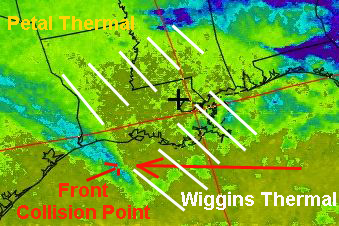 Petal Thermal
Wiggins Thermal
Front
Collision Point